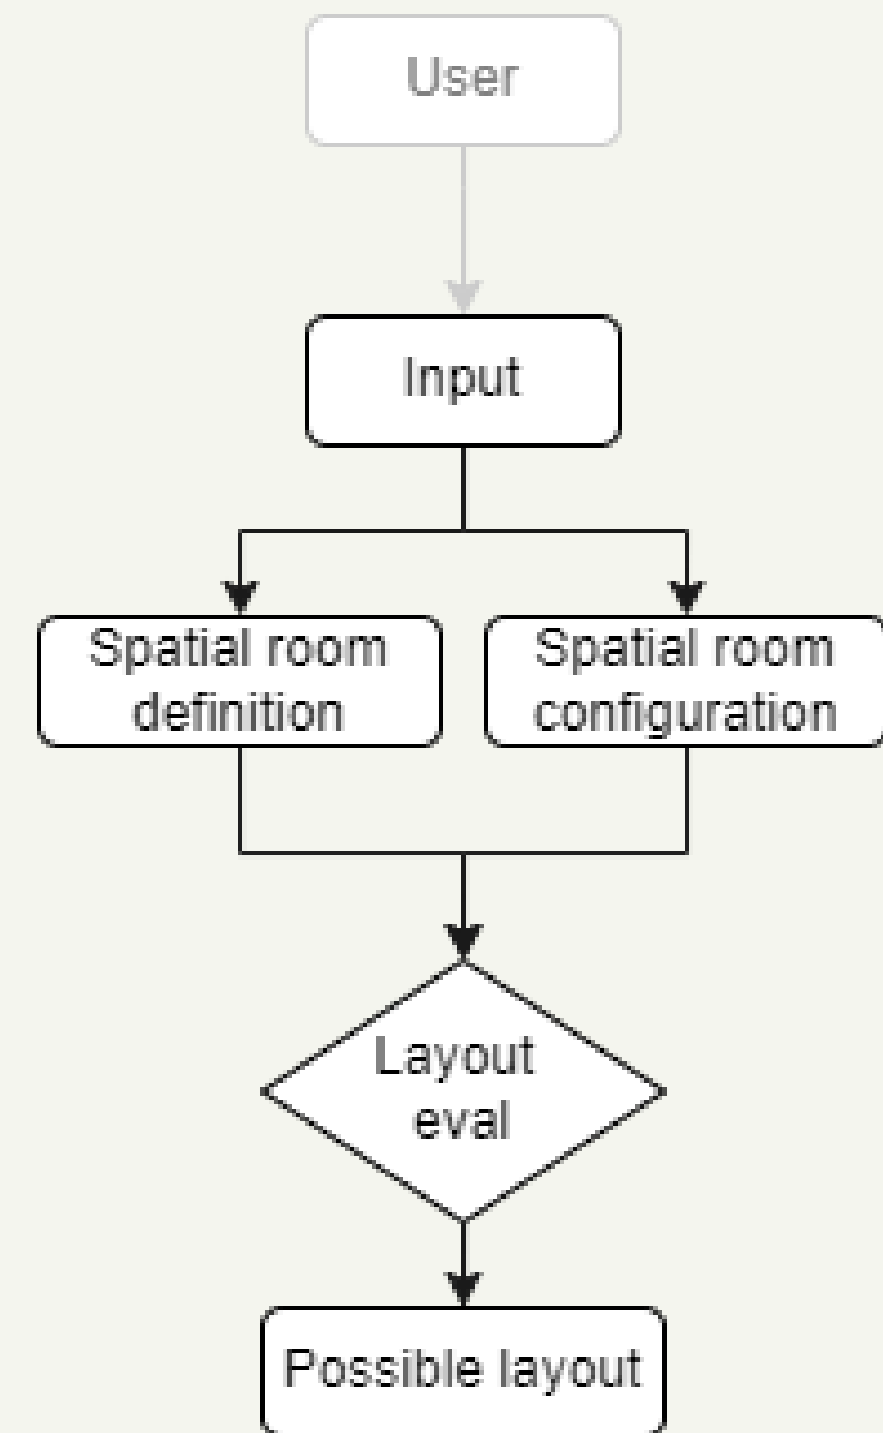 User
Input
Spatial room
definition
Spatial room
configuration
Layout
eval
Possible layout